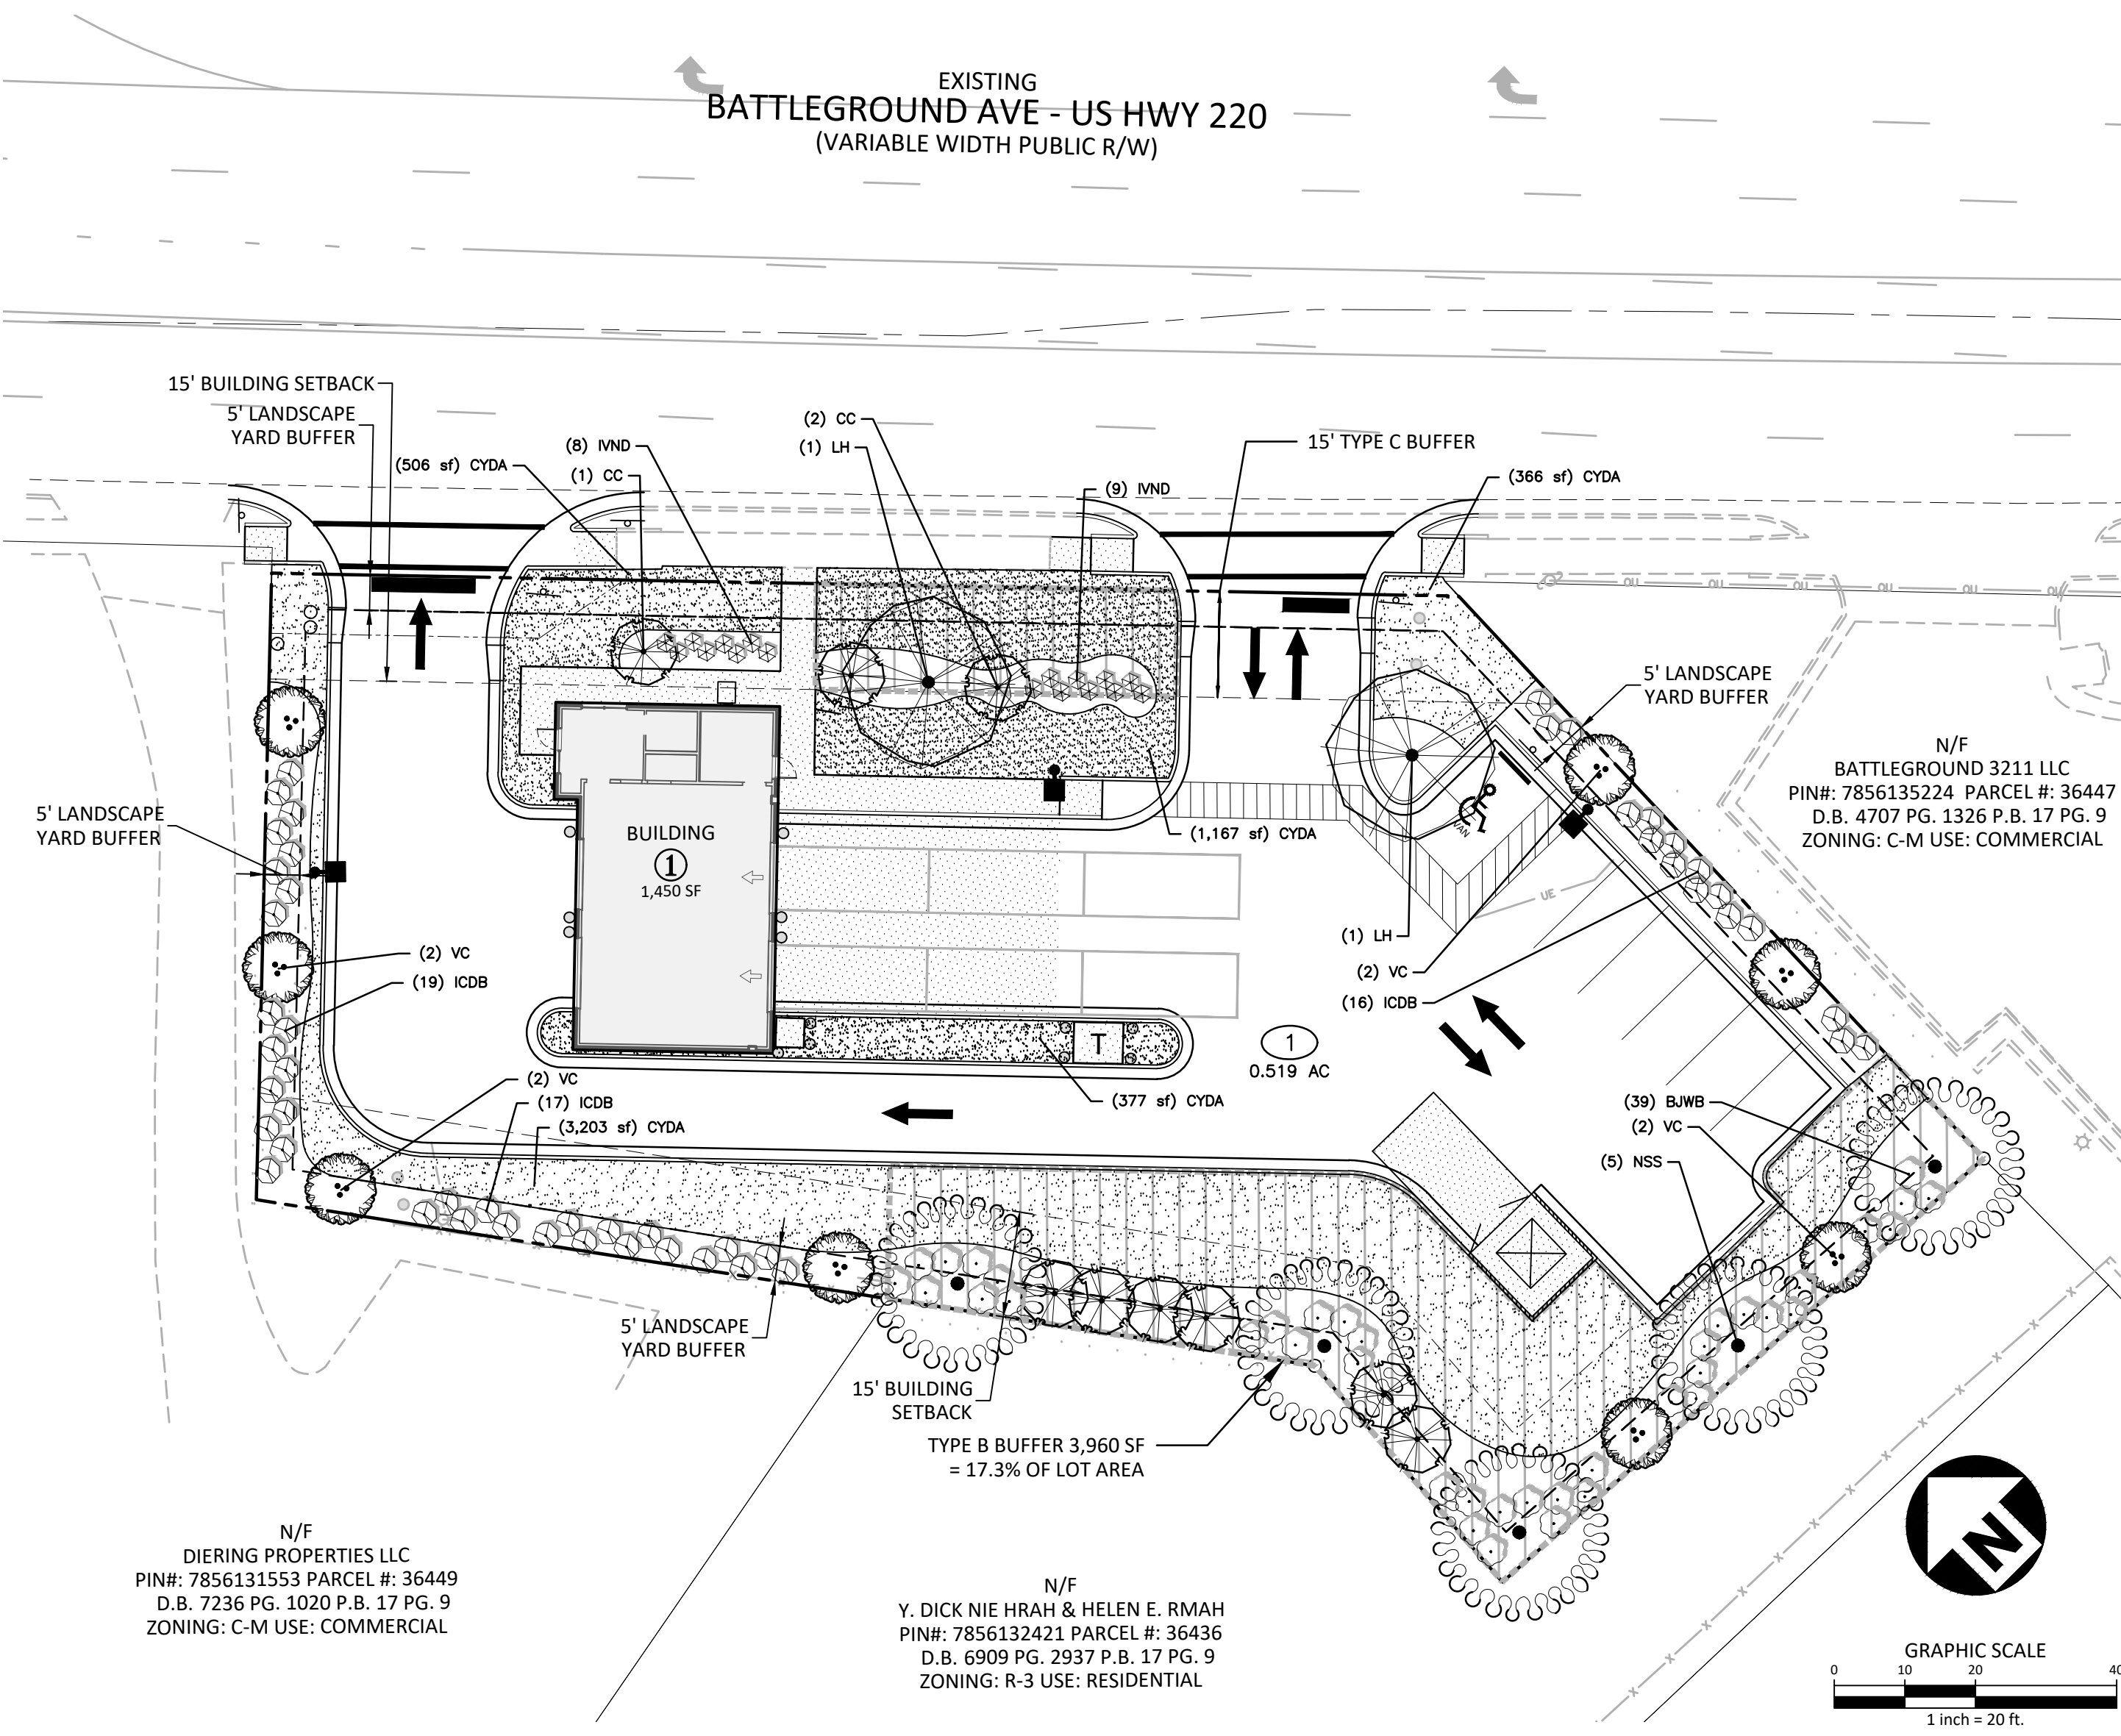 EXISTING
BATTLEGROUND AVE - US HWY 220
(VARIABLE WIDTH PUBLIC R/W)
15' BUILDING SETBACK
5' LANDSCAPE
YARD BUFFER
(506 sf) CYDA
(8) IVND
(1) CC
(2) CC
(1) LH
(9) IVND
15' TYPE C BUFFER
(366 sf) CYDA
OU
OU
OU
OU
OU
5' LANDSCAPE
YARD BUFFER
N/F
BATTLEGROUND 3211 LLC
PIN#: 7856135224 PARCEL #: 36447
D.B. 4707 PG. 1326 P.B. 17 PG. 9
ZONING: C-M USE: COMMERCIAL
5' LANDSCAPE
YARD BUFFER
BUILDING
1
1,450 SF
(1,167 sf) CYDA
VAN
UE
(2) VC
(19) ICDB
(1) LH
(2) VC
(16) ICDB
T
1
0.519 AC
(2) VC
(17) ICDB
(3,203 sf) CYDA
(377 sf) CYDA
(39) BJWB
(2) VC
(5) NSS
5' LANDSCAPE
YARD BUFFER
15' BUILDING
SETBACK
TYPE B BUFFER 3,960 SF
= 17.3% OF LOT AREA
N/F
DIERING PROPERTIES LLC
PIN#: 7856131553 PARCEL #: 36449
D.B. 7236 PG. 1020 P.B. 17 PG. 9
ZONING: C-M USE: COMMERCIAL
N/F
Y. DICK NIE HRAH & HELEN E. RMAH
PIN#: 7856132421 PARCEL #: 36436
D.B. 6909 PG. 2937 P.B. 17 PG. 9
ZONING: R-3 USE: RESIDENTIAL
N
GRAPHIC SCALE
0 10 20 40
1 inch = 20 ft.